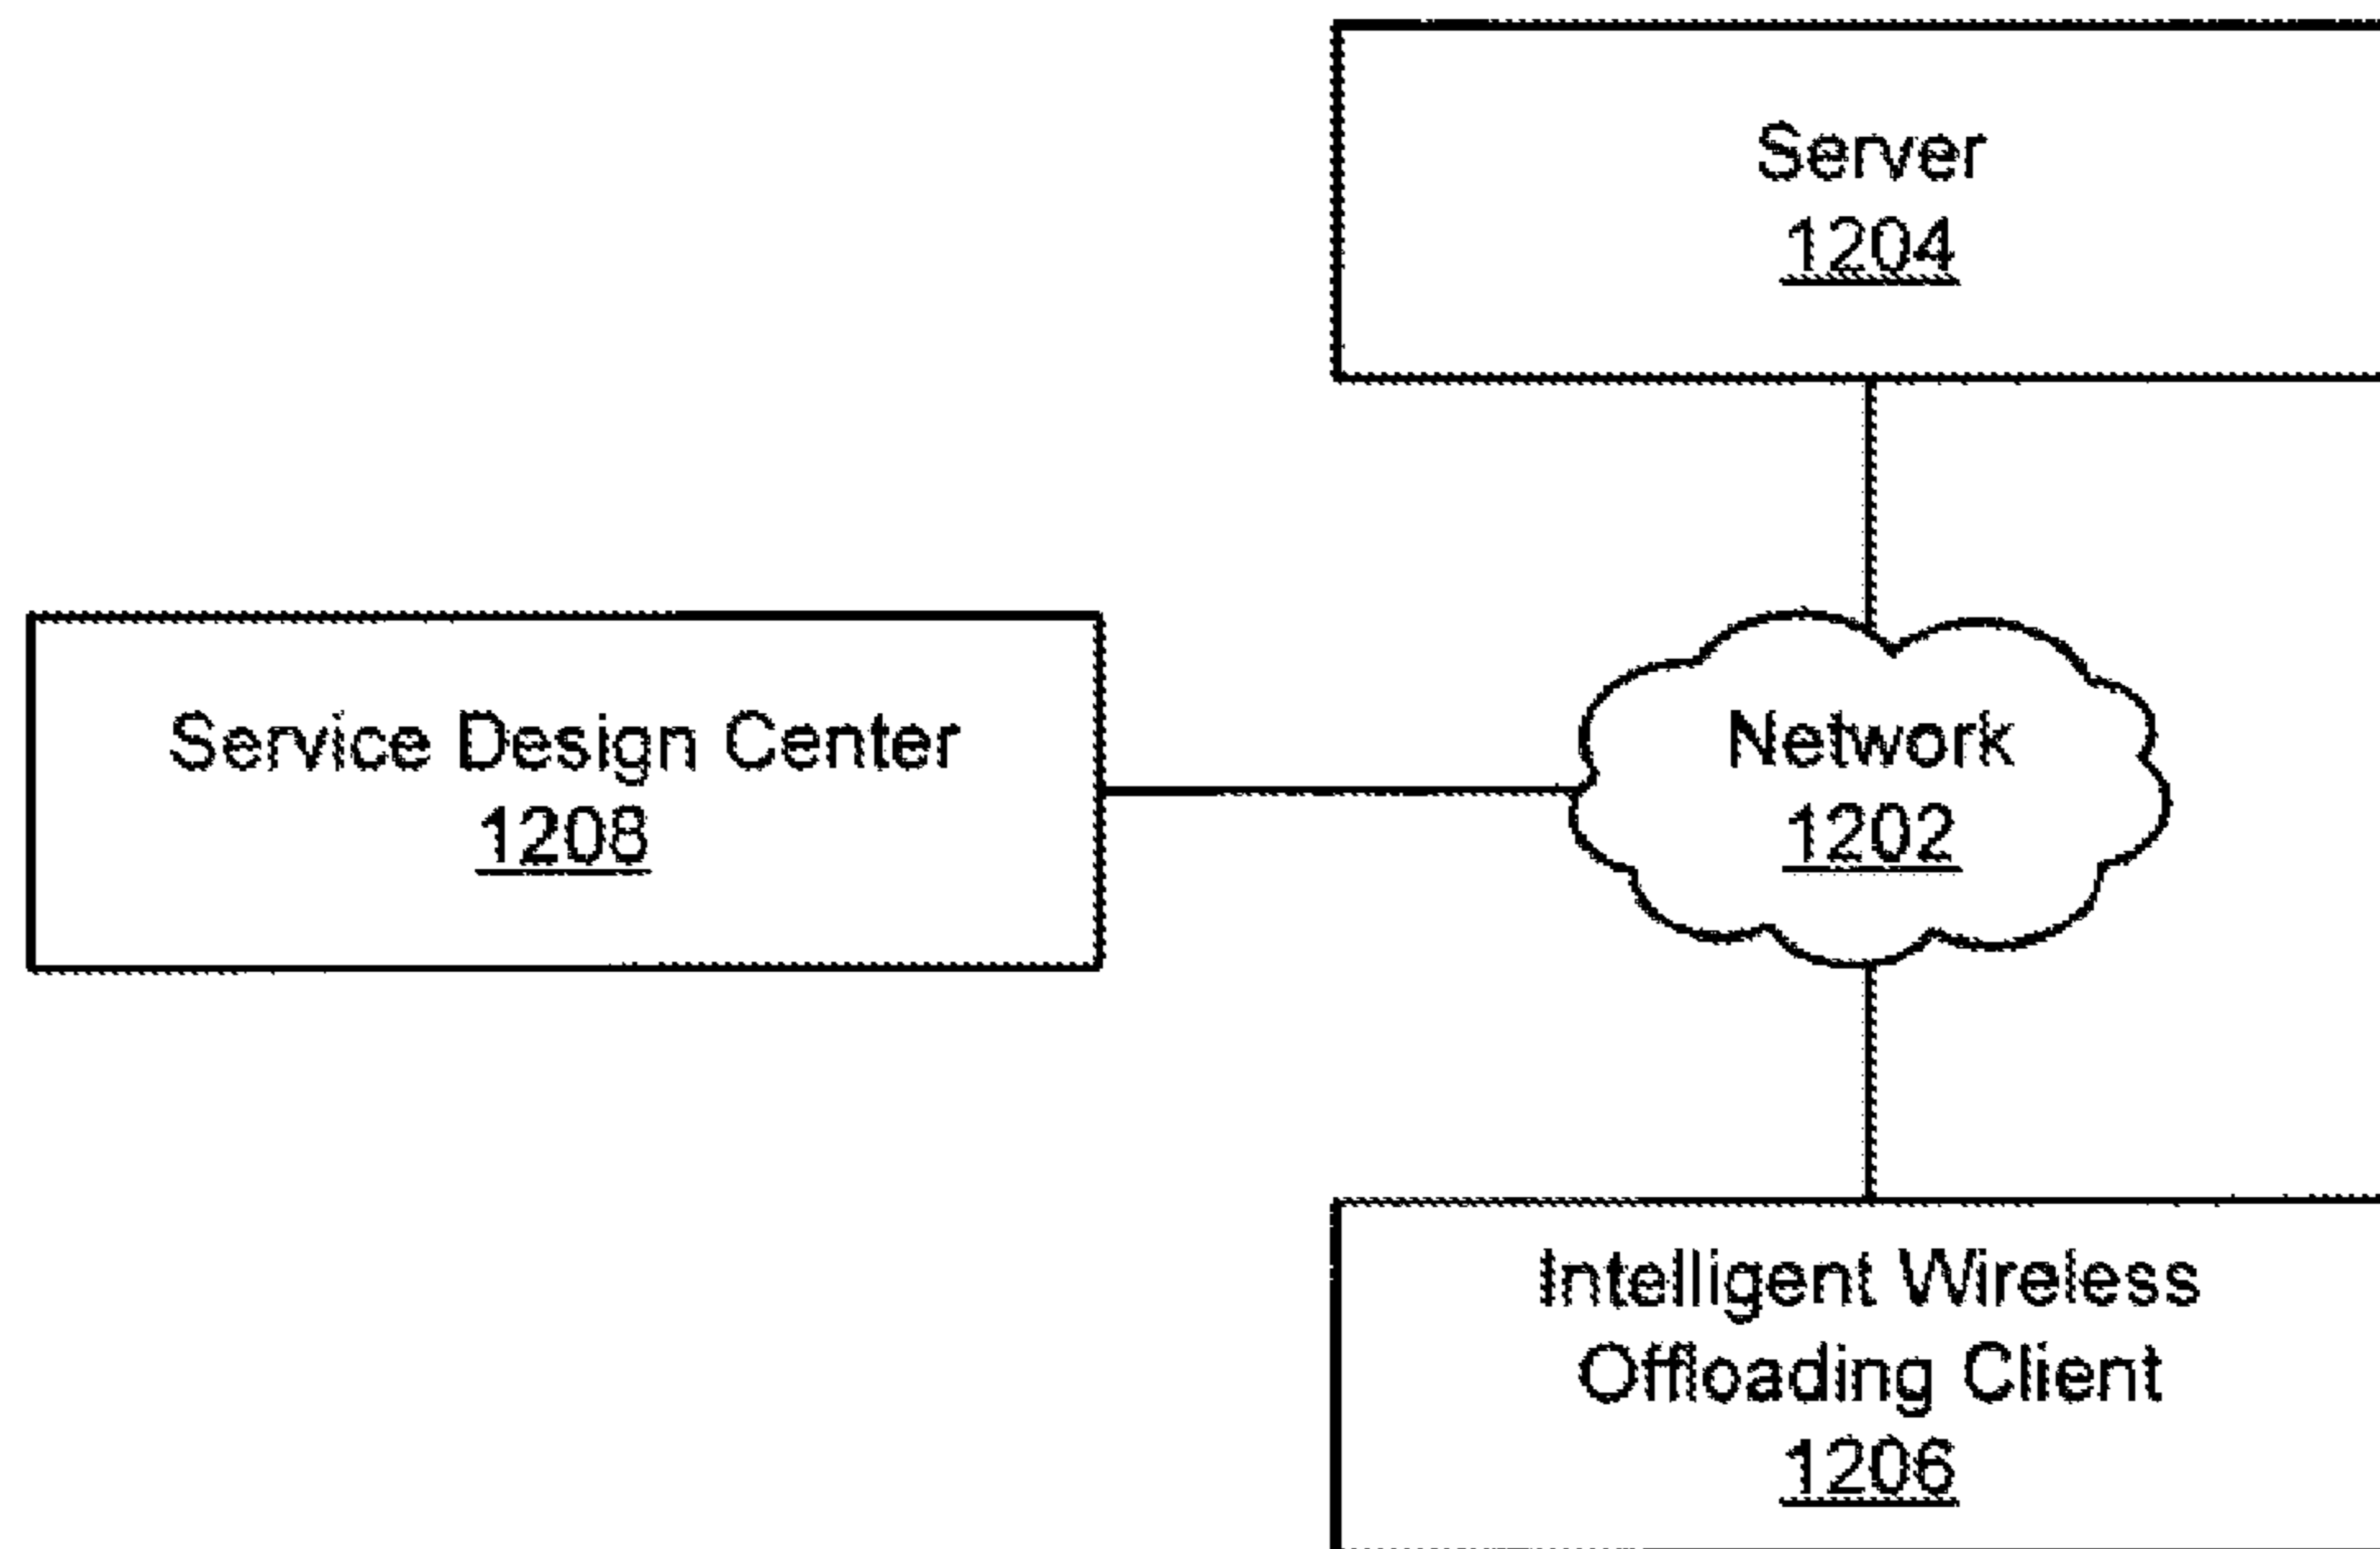 Server
1204
Service Design Center
1208
Network
1202
Intelligent Wireless
Offloading Client
1206